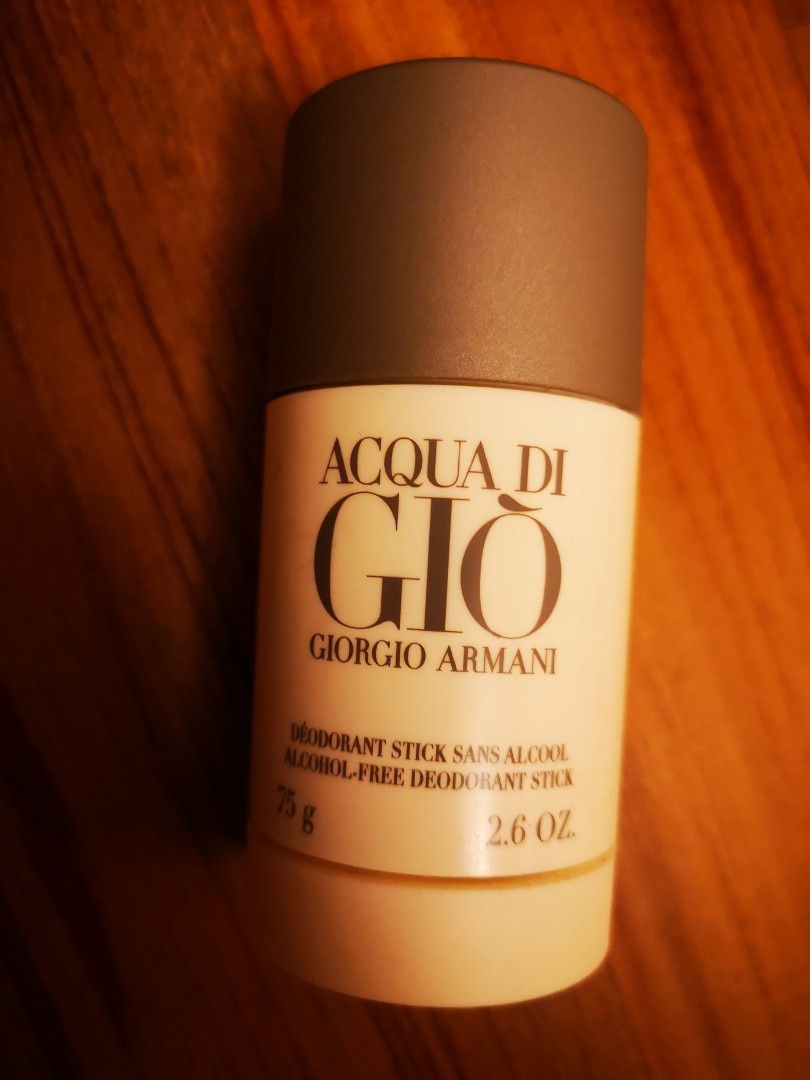 ACQUA DI
GIÒ
GIORGIO ARMANI
DÉODORANT STICK SANS ALCOOL
ALCOHOL-FREE DEODORANT STICK
75 g 2.6 OZ.